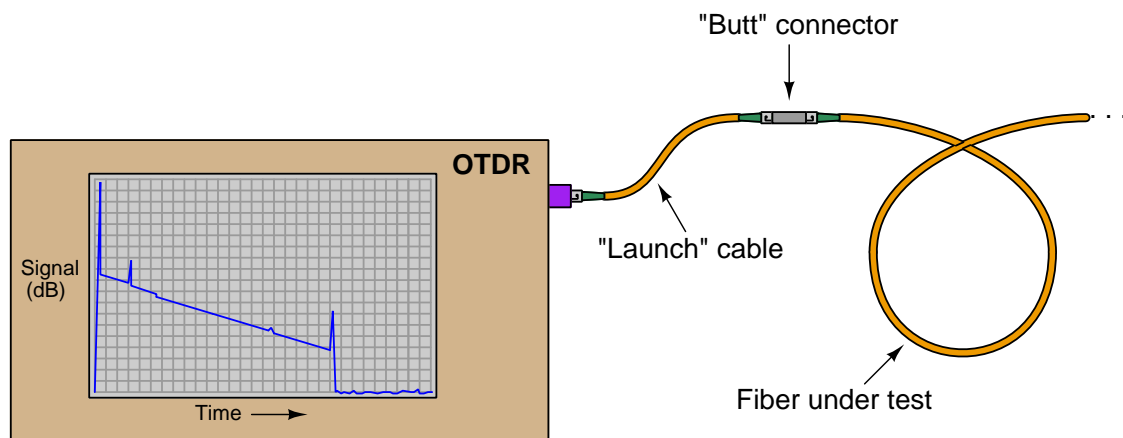 "Butt" connector
OTDR
Signal
(dB)
"Launch" cable
Time
Fiber under test